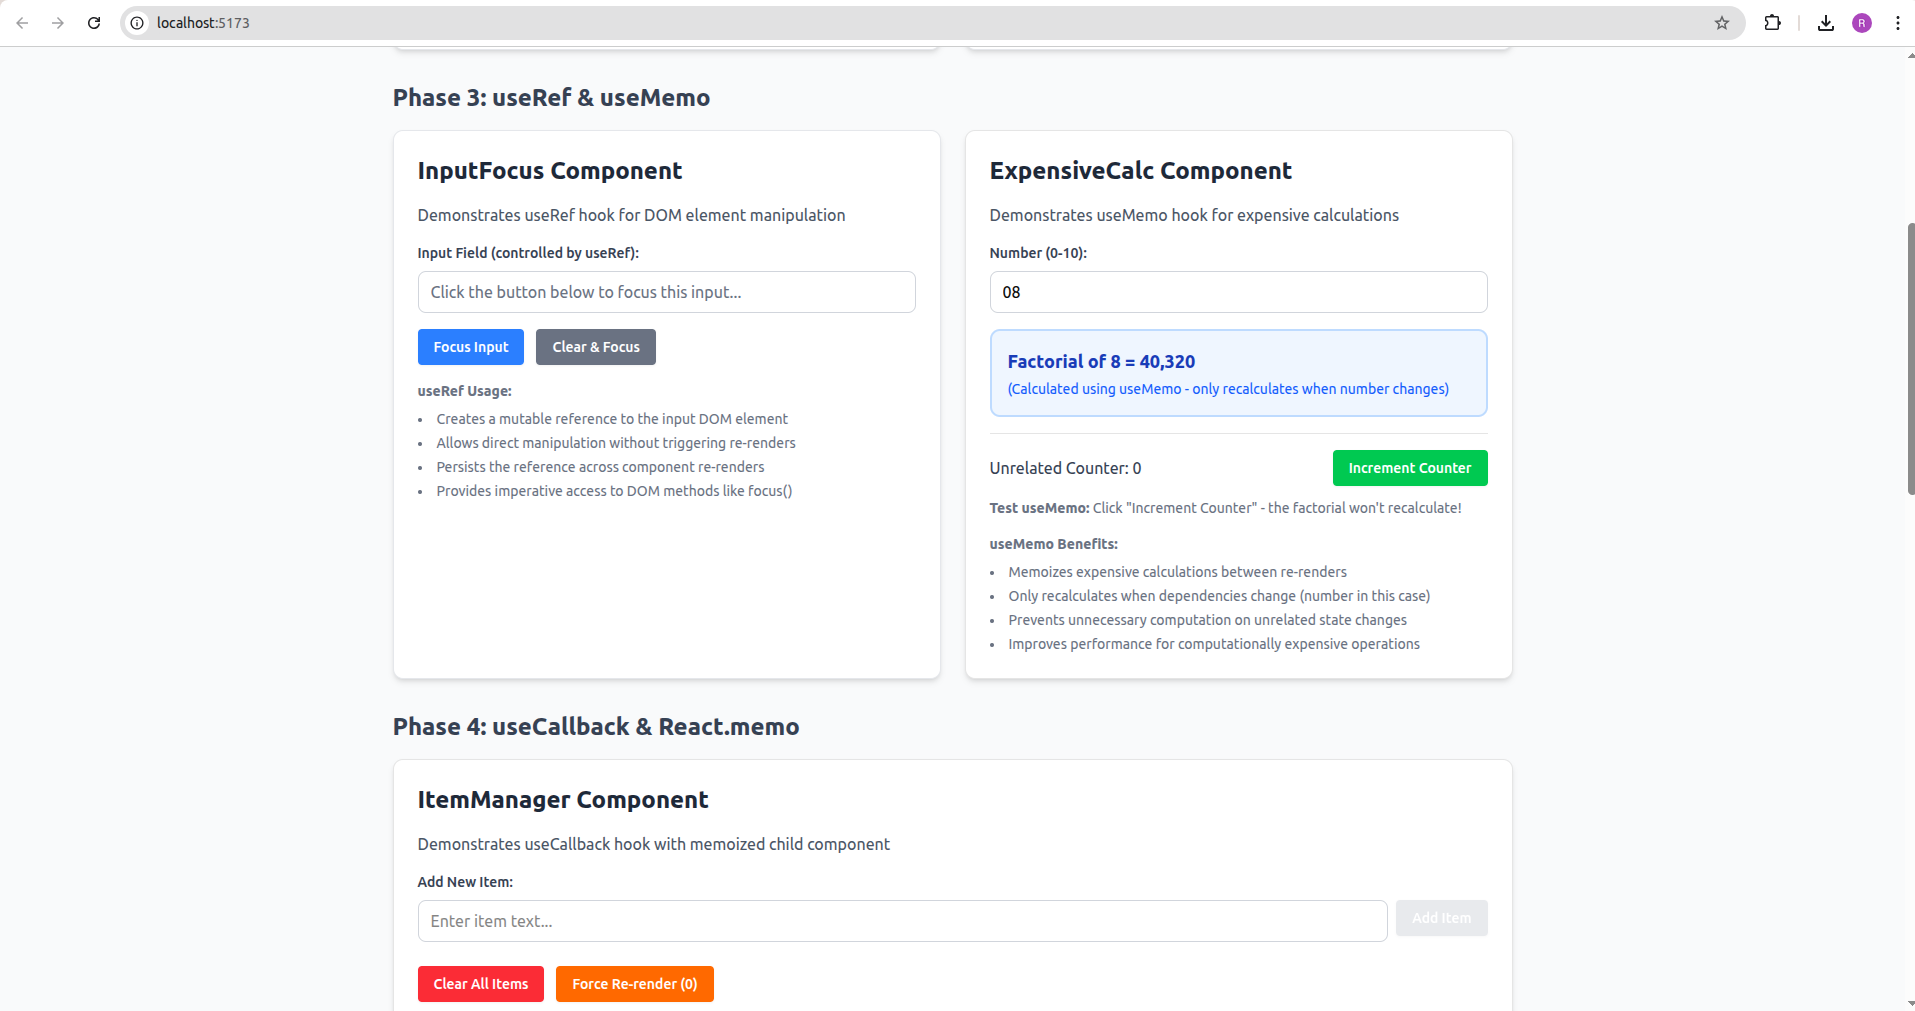 localhost:5173
R
Phase 3: useRef & useMemo
InputFocus Component
Demonstrates useRef hook for DOM element manipulation
Input Field (controlled by useRef):
Click the button below to focus this input...
Focus Input
Clear & Focus
useRef Usage:
• Creates a mutable reference to the input DOM element
• Allows direct manipulation without triggering re-renders
• Persists the reference across component re-renders
• Provides imperative access to DOM methods like focus()
ExpensiveCalc Component
Demonstrates useMemo hook for expensive calculations
Number (0-10):
08
Factorial of 8 = 40,320
(Calculated using useMemo - only recalculates when number changes)
Unrelated Counter: 0
Increment Counter
Test useMemo: Click "Increment Counter" - the factorial won't recalculate!
useMemo Benefits:
• Memoizes expensive calculations between re-renders
• Only recalculates when dependencies change (number in this case)
• Prevents unnecessary computation on unrelated state changes
• Improves performance for computationally expensive operations
Phase 4: useCallback & React.memo
ItemManager Component
Demonstrates useCallback hook with memoized child component
Add New Item:
Enter item text...
Add Item
Clear All Items
Force Re-render (0)